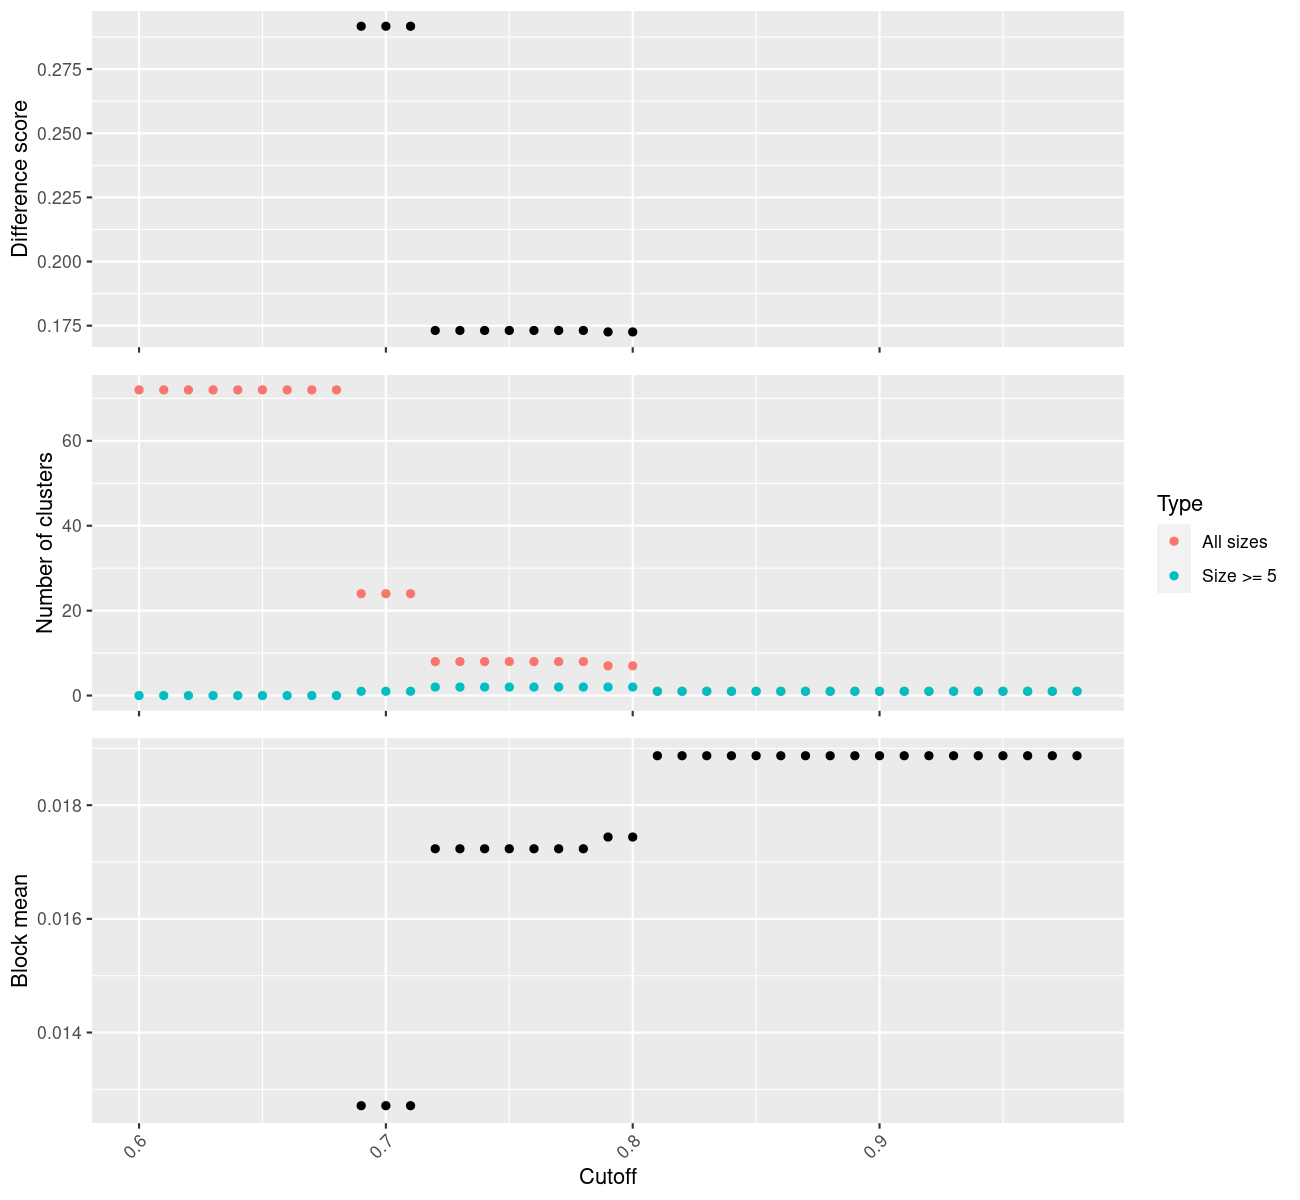 Difference score
0.275
0.250
0.225
0.200
0.175
Number of clusters
60
40
20
0
Type
All sizes
Size >= 5
Block mean
0.018
0.016
0.014
0.6
0.7
0.8
0.9
Cutoff